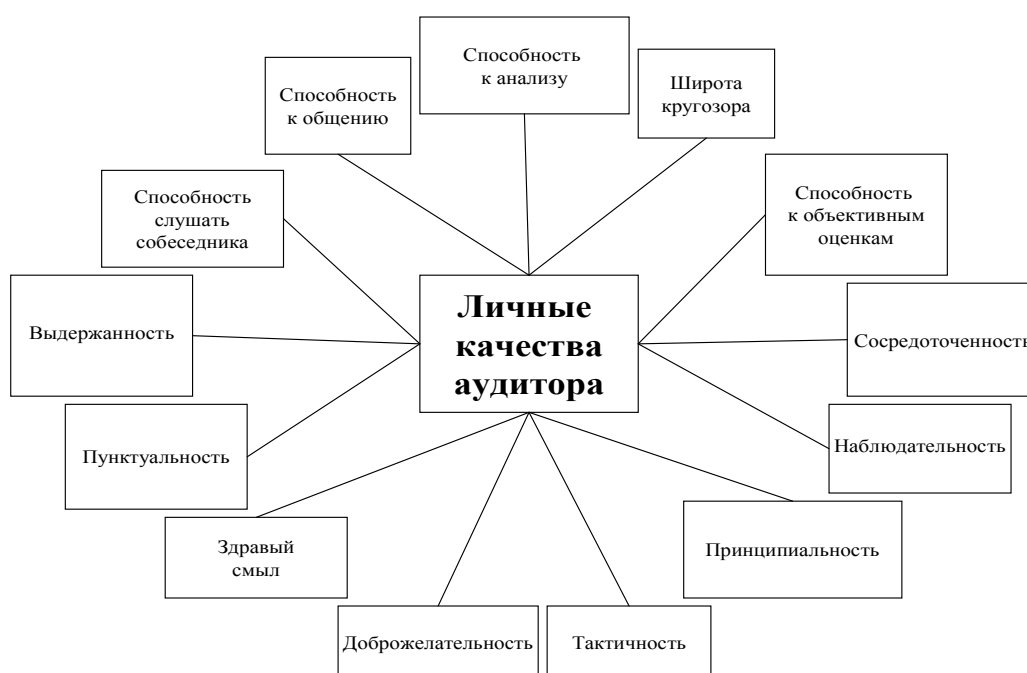 Способность
к анализу
Способность
к общению
Широта
кругозора
Способность
слушать
собеседника
Способность
к объективным
оценкам
Выдержанность
Личные
качества
аудитора
Сосредоточенность
Пунктуальность
Наблюдательность
Здравый
смыл
Принципиальность
Доброжелательность
Тактичность